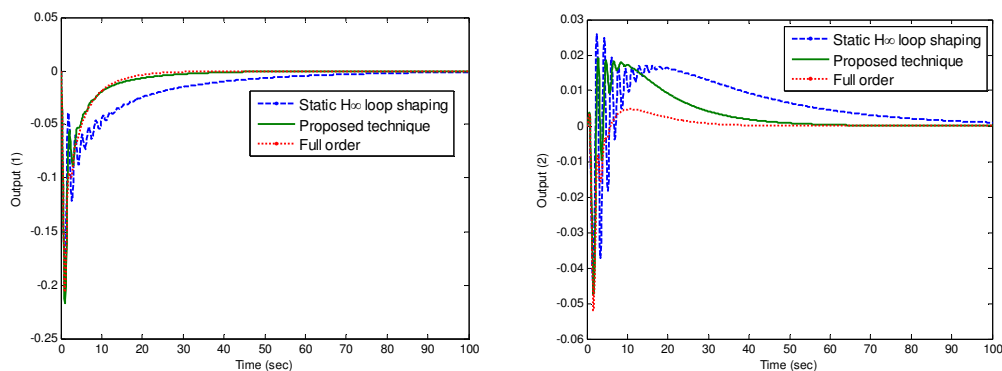 0.05
0
-0.05
-0.1
-0.15
-0.2
-0.25
Output (1)
0 10 20 30 40 50 60 70 80 90 100
Time (sec)
Static H∞ loop shaping
Proposed technique
Full order
0.03
0.02
0.01
0
-0.01
-0.02
-0.03
-0.04
-0.05
-0.06
Output (2)
0 10 20 30 40 50 60 70 80 90 100
Time (sec)
Static H∞ loop shaping
Proposed technique
Full order